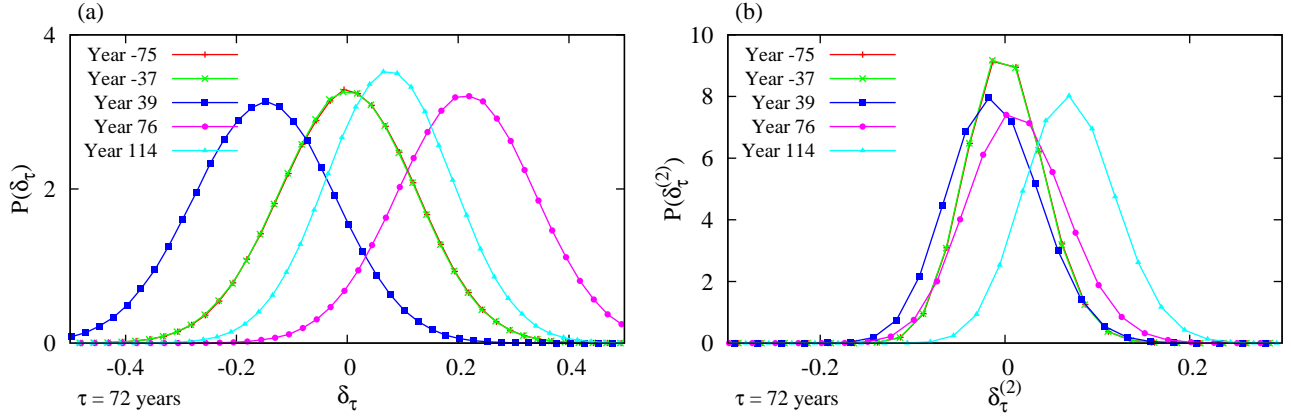 (a)
P(δτ)
4
2
0
Year -75
Year -37
Year 39
Year 76
Year 114
-0.4
-0.2
0
0.2
0.4
τ = 72 years
δτ
(b)
P(δτ(2))
10
8
6
4
2
0
Year -75
Year -37
Year 39
Year 76
Year 114
-0.2
0
0.2
τ = 72 years
δτ(2)